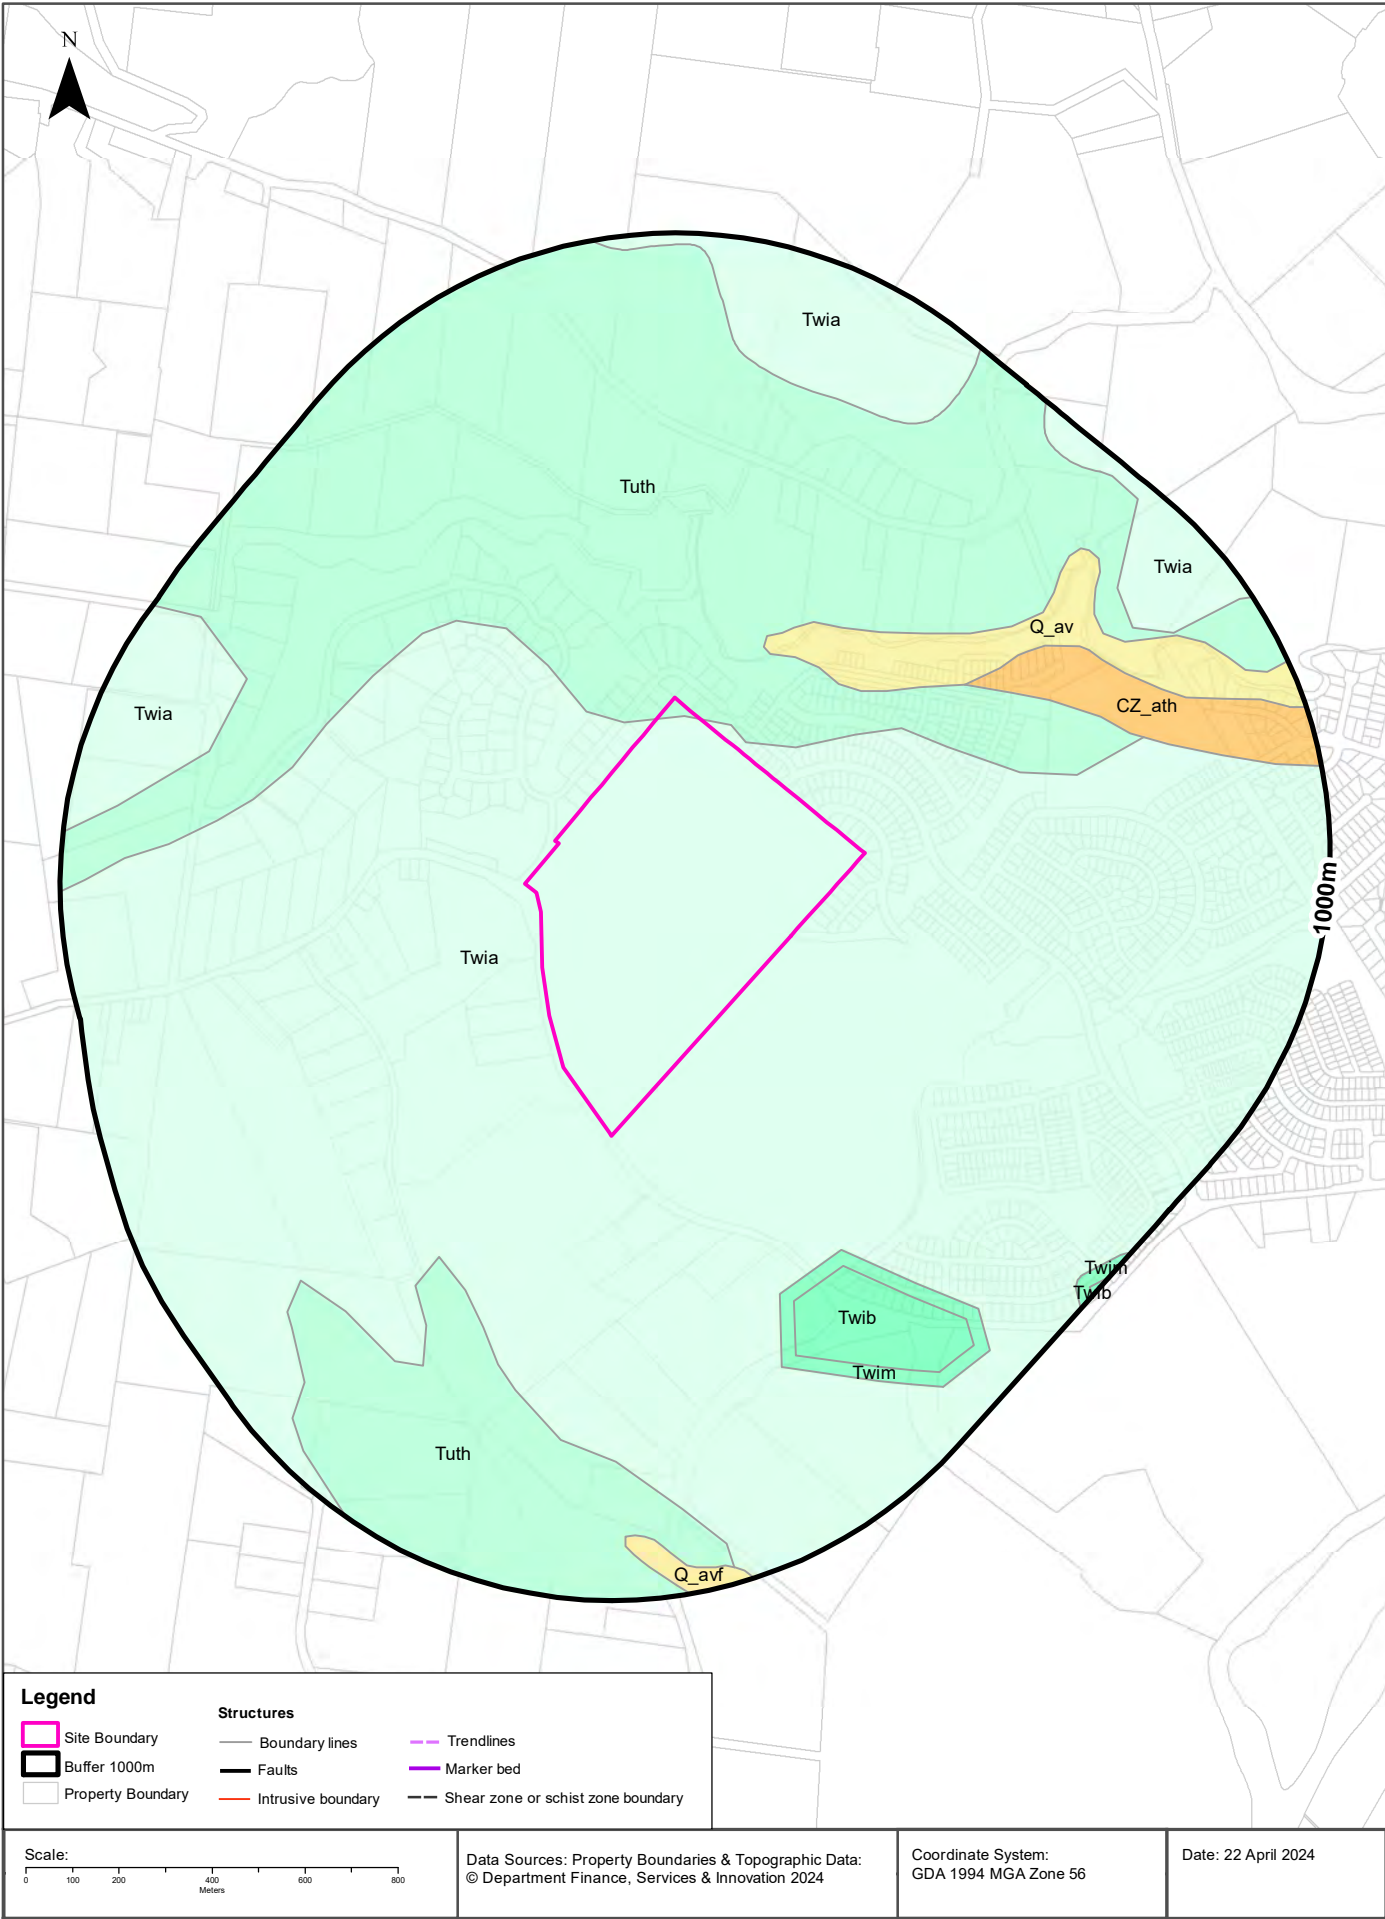 N
Twia
Tuth
Twia
Q_av
CZ_ath
Twia
1000m
Twia
Twim
Twib
Twib
Twim
Tuth
Q_avf
Legend
Site Boundary
Buffer 1000m
Property Boundary
Structures
Boundary lines
Faults
Intrusive boundary
Trendlines
Marker bed
Shear zone or schist zone boundary
Scale:
0 100 200 400 600 800
Meters
Data Sources: Property Boundaries & Topographic Data:
© Department Finance, Services & Innovation 2024
Coordinate System:
GDA 1994 MGA Zone 56
Date: 22 April 2024